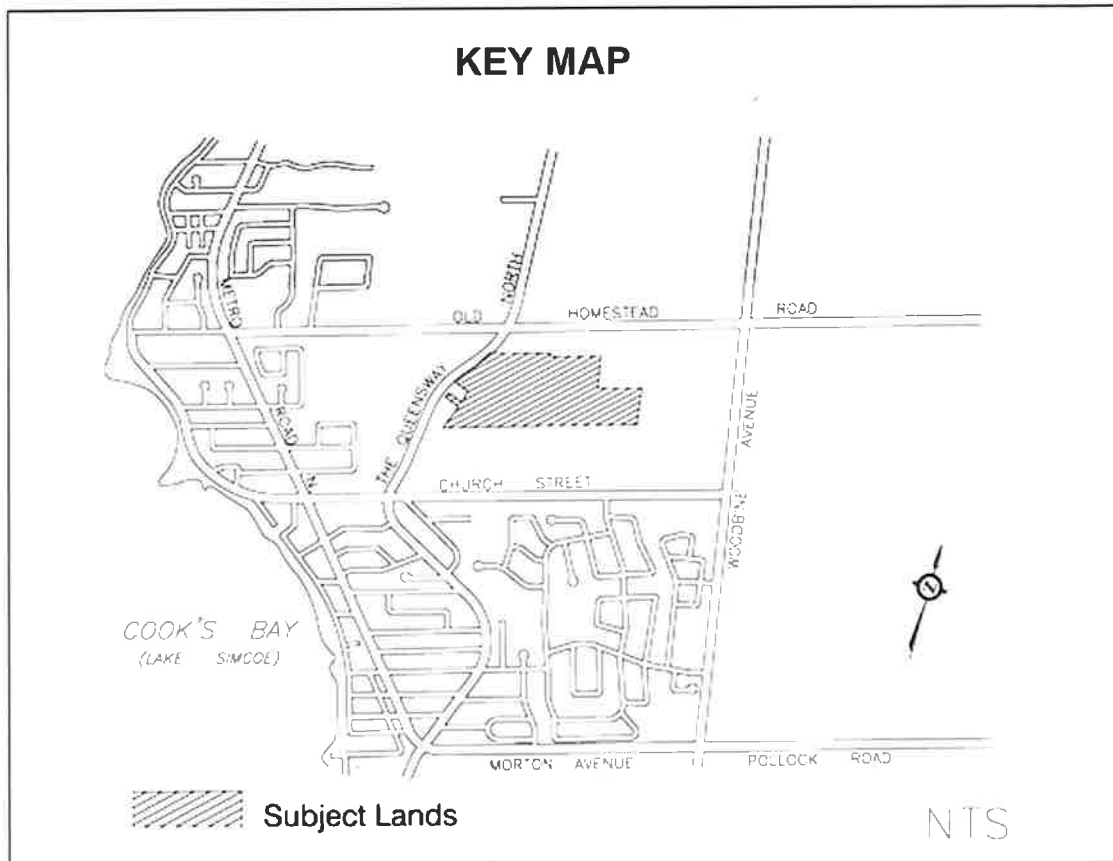 KEY MAP
METRO
ROAD
N.
THE QUEENSWAY
NORTH
OLD HOMESTEAD ROAD
CHURCH STREET
WOODBINE
AVENUE
COOK'S BAY
(LAKE SIMCOE)
MORTON AVENUE
POLLOCK ROAD
Subject Lands
NTS